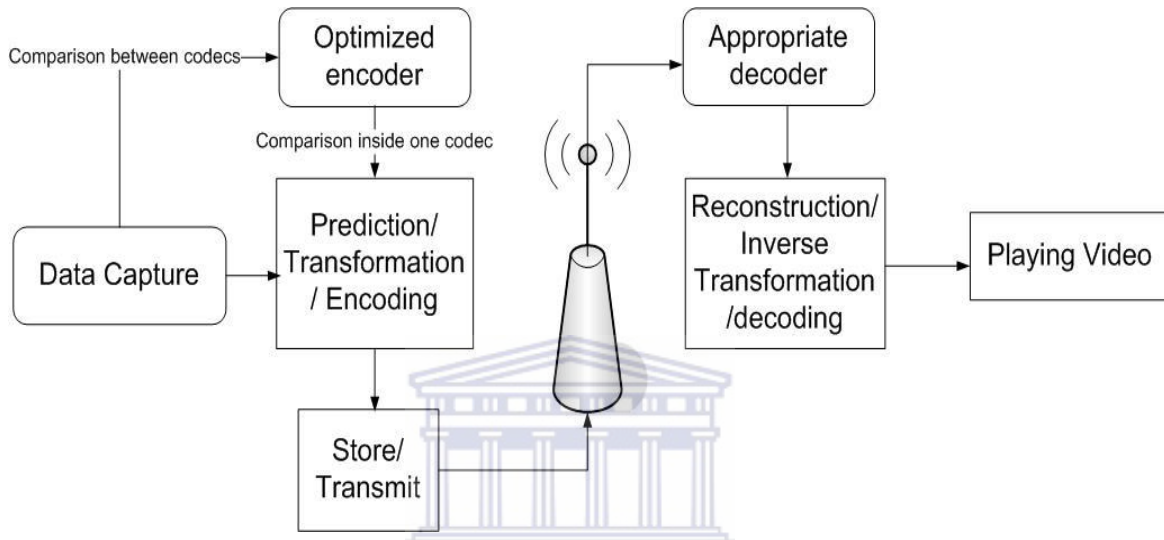 Comparison between codecs
Optimized
encoder
Comparison inside one codec
Data Capture
Prediction/
Transformation
/ Encoding
Store/
Transmit
Appropriate
decoder
Reconstruction/
Inverse
Transformation
/decoding
Playing Video